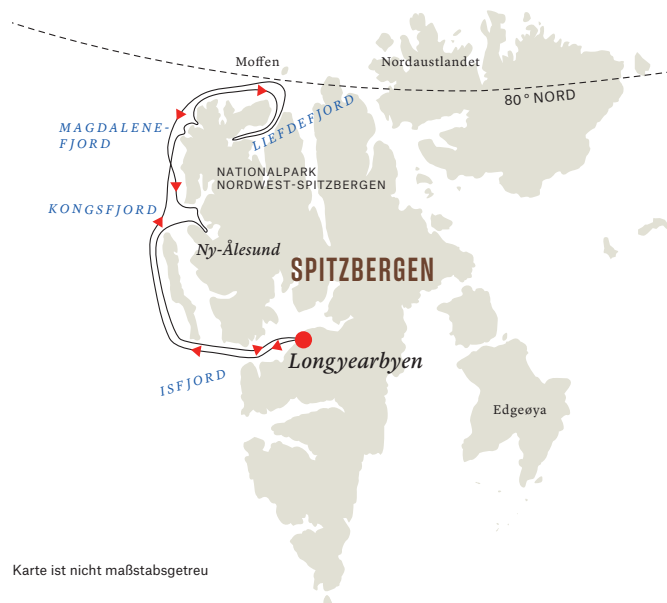 Moffen
Nordaustlandet
80° NORD
MAGDALENE-
FJORD
LIEFDEFJORD
NATIONALPARK
NORDWEST-SPITZBERGEN
KONGSFJORD
Ny-Ålesund
SPITZBERGEN
Longyearbyen
ISFJORD
Edgeøya
Karte ist nicht maßstabsgetreu